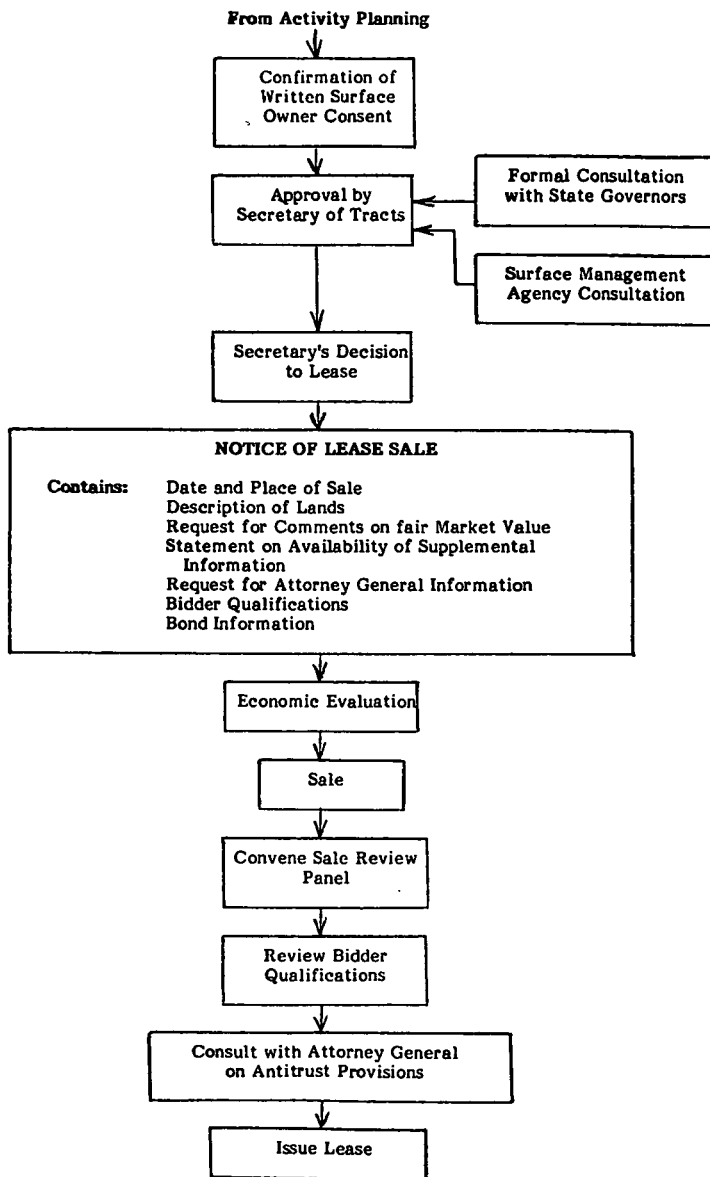 From Activity Planning
Confirmation of
Written Surface
Owner Consent
Approval by
Secretary of Tracts
Formal Consultation
with State Governors
Surface Management
Agency Consultation
Secretary's Decision
to Lease
NOTICE OF LEASE SALE
Contains: Date and Place of Sale
Description of Lands
Request for Comments on fair Market Value
Statement on Availability of Supplemental
Information
Request for Attorney General Information
Bidder Qualifications
Bond Information
Economic Evaluation
Sale
Convene Sale Review
Panel
Review Bidder
Qualifications
Consult with Attorney General
on Antitrust Provisions
Issue Lease